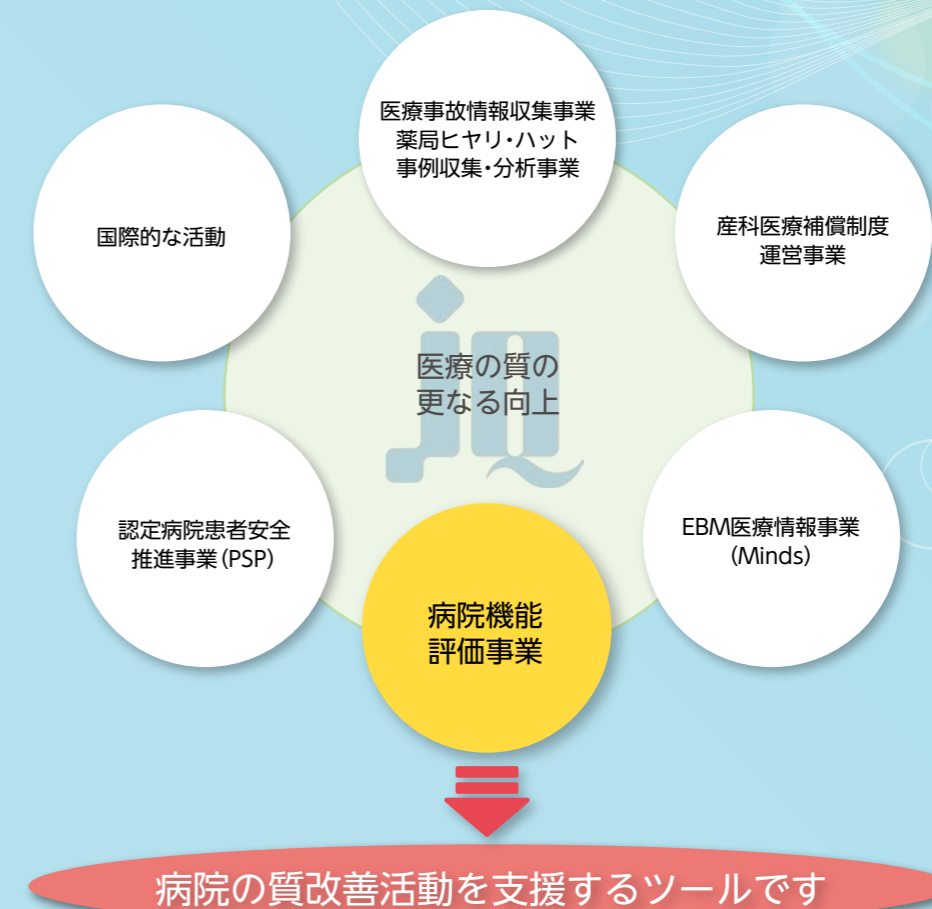 医療事故情報収集事業
薬局ヒヤリ・ハット
事例収集・分析事業
国際的な活動
産科医療補償制度
運営事業
jQ
医療の質の
更なる向上
認定病院患者安全
推進事業(PSP)
EBM医療情報事業
(Minds)
病院機能
評価事業
病院の質改善活動を支援するツールです